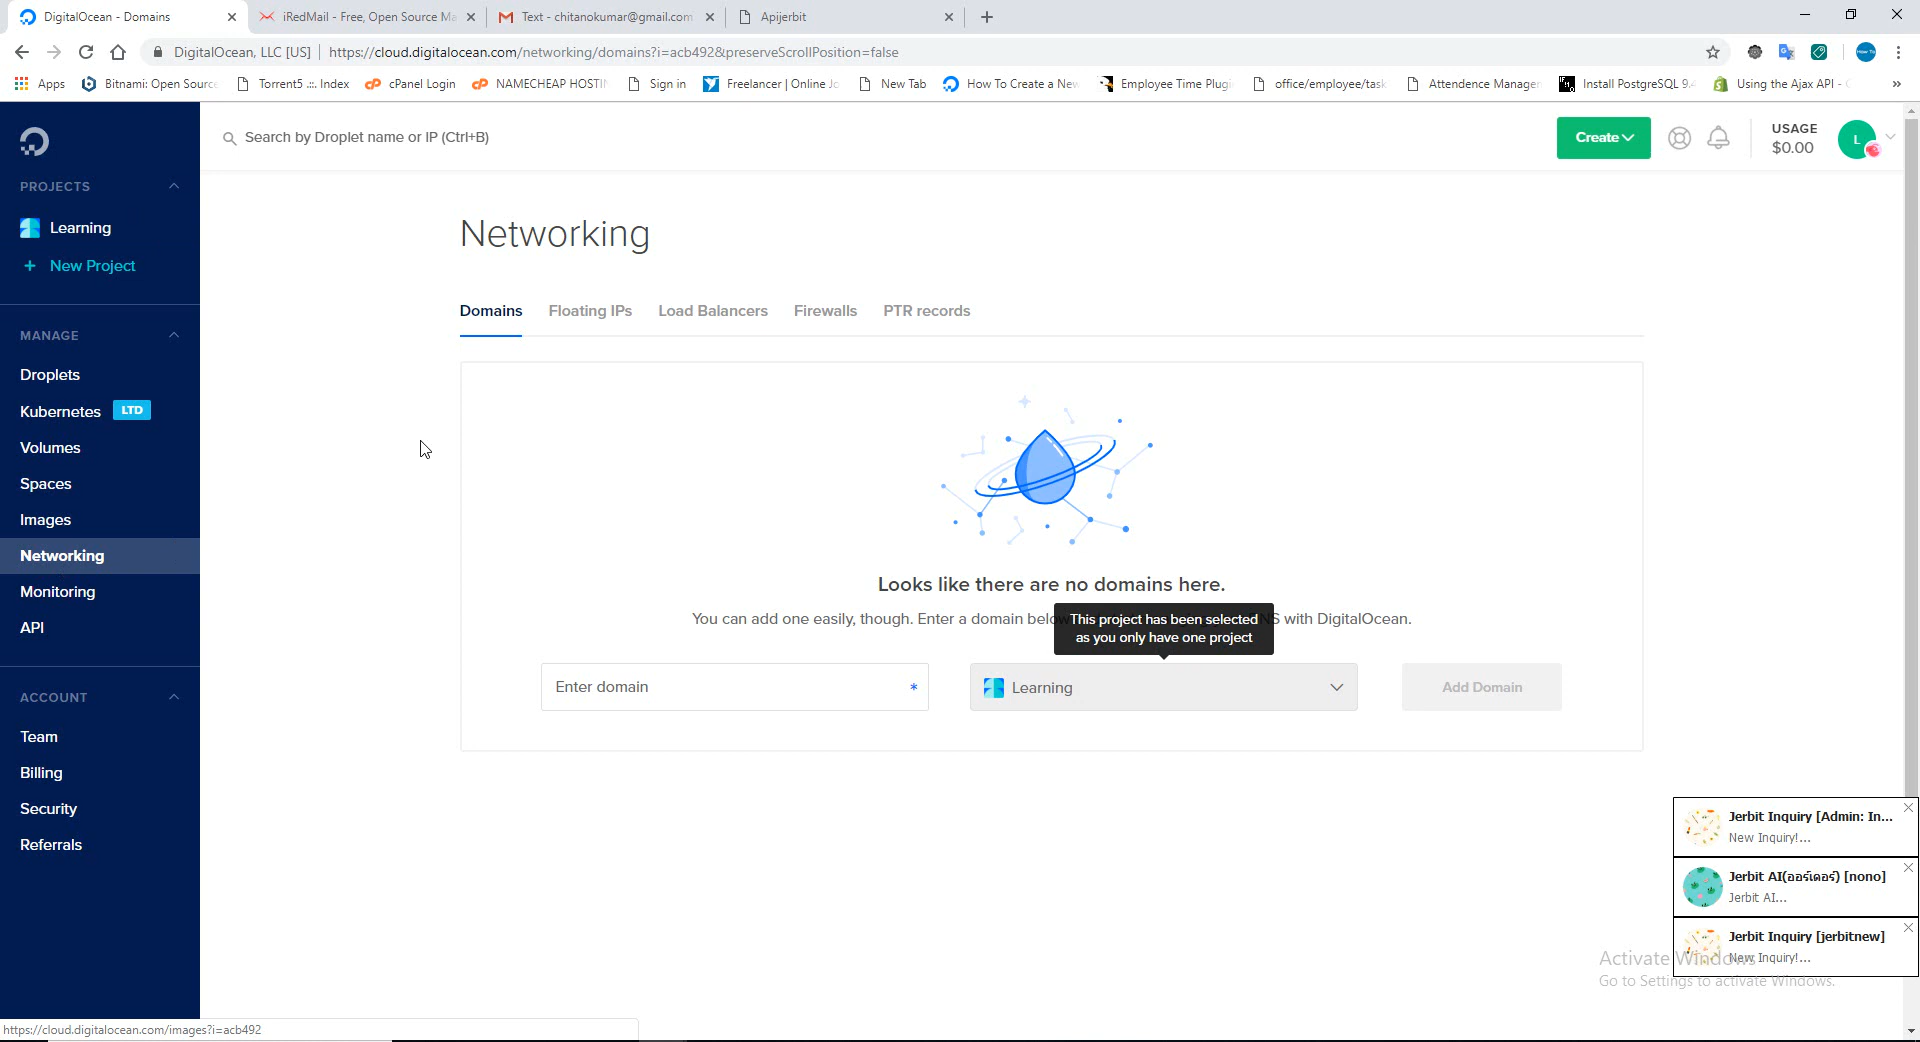 DigitalOcean - Domains
iRedMail - Free, Open Source Ma
Text - chitanokumar@gmail.com
Apijerbit
DigitalOcean, LLC [US]
https://cloud.digitalocean.com/networking/domains?i=acb492&preserveScrollPosition=false
Apps
Bitnami: Open Source
Torrent5 .::. Index
cPanel Login
NAMECHEAP HOSTIN
Sign in
Freelancer | Online Jo
New Tab
How To Create a New
Employee Time Plugi
office/employee/task
Attendence Manager
Install PostgreSQL 9.4
Using the Ajax API -
»
Search by Droplet name or IP (Ctrl+B)
Create
USAGE
$0.00
L
PROJECTS
Learning
+ New Project
MANAGE
Droplets
Kubernetes LTD
Volumes
Spaces
Images
Networking
Monitoring
API
ACCOUNT
Team
Billing
Security
Referrals
Networking
Domains
Floating IPs
Load Balancers
Firewalls
PTR records
Looks like there are no domains here.
You can add one easily, though. Enter a domain below
with DigitalOcean.
This project has been selected
as you only have one project
Enter domain *
Learning
Add Domain
Jerbit Inquiry [Admin: In...
New Inquiry!...
Jerbit AI(ออร์เดอร์) [nono]
Jerbit AI...
Jerbit Inquiry [jerbitnew]
New Inquiry!...
Activate Windows
Go to Settings to activate Windows.
https://cloud.digitalocean.com/images?i=acb492